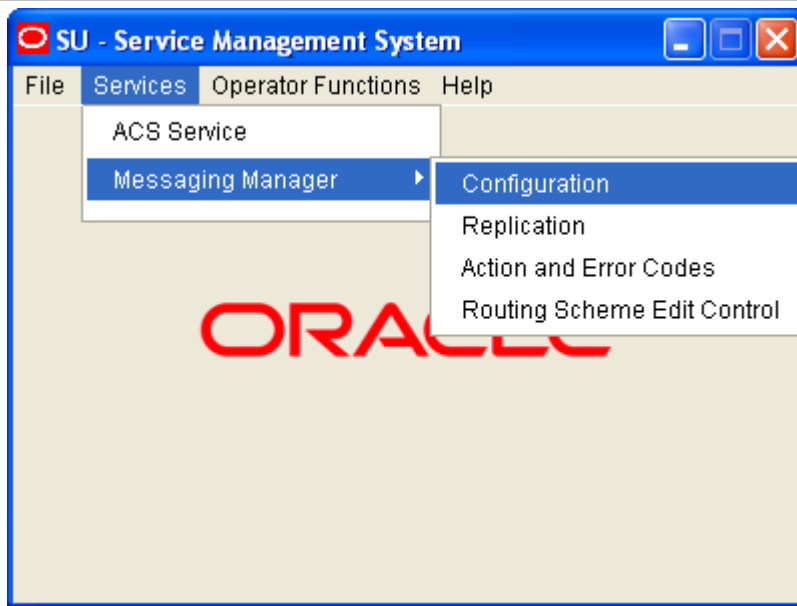 SU - Service Management System
File Services Operator Functions Help
ACS Service
Messaging Manager
Configuration
Replication
Action and Error Codes
Routing Scheme Edit Control
ORACLE